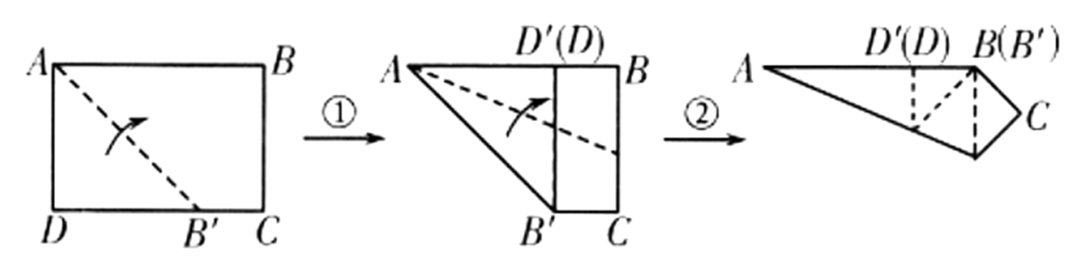 A B D B' C
①
A D'(D) B B' C
②
A D'(D) B(B') C